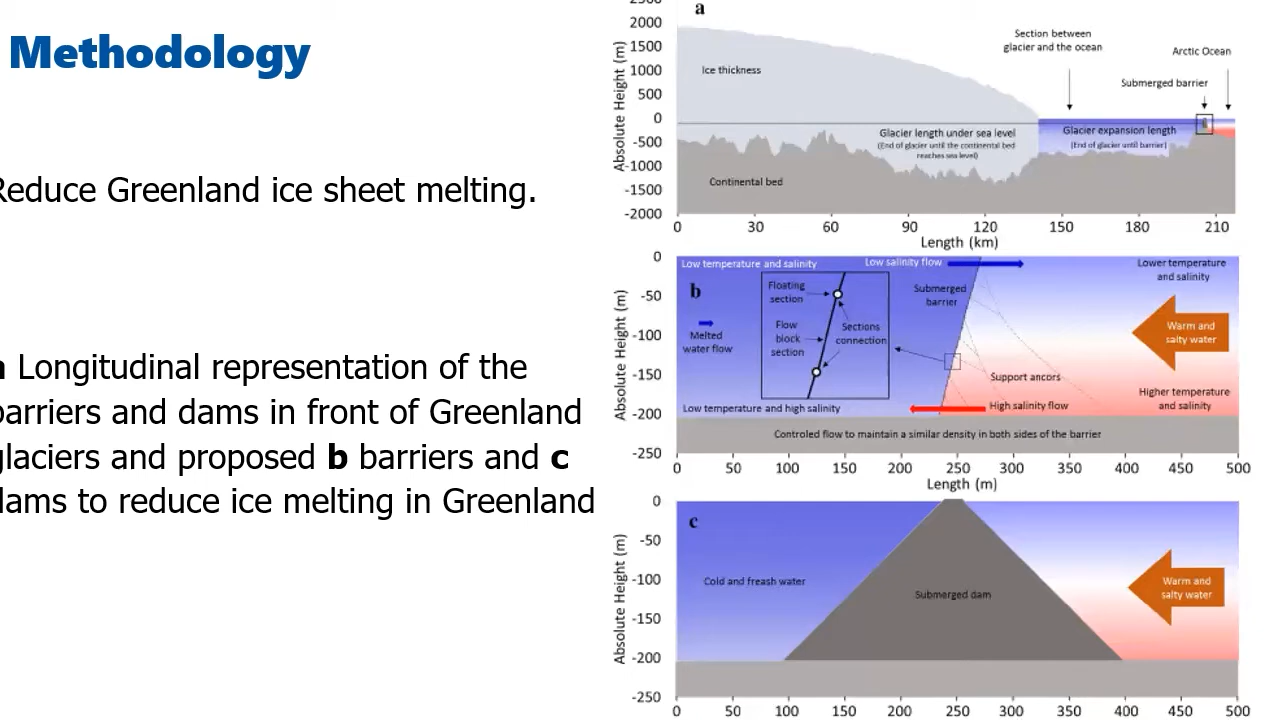 Methodology
Reduce Greenland ice sheet melting.
a Longitudinal representation of the
barriers and dams in front of Greenland
glaciers and proposed b barriers and c
dams to reduce ice melting in Greenland
a
2500
2000
1500
1000
500
0
-500
-1000
-1500
-2000
Absolute Height (m)
Ice thickness
Section between
glacier and the ocean
Arctic Ocean
Submerged barrier
Glacier length under sea level
(End of glacier until the continental bed
reaches sea level)
Glacier expansion length
(End of glacier until barrier)
Continental bed
0 30 60 90 120 150 180 210
Length (km)
b
0
-50
-100
-150
-200
-250
Absolute Height (m)
Low temperature and salinity
Low salinity flow
Lower temperature
and salinity
Floating
section
Submerged
barrier
Flow
block
section
Sections
connection
Melted
water flow
Warm and
salty water
Support ancors
Higher temperature
and salinity
Low temperature and high salinity
High salinity flow
Controled flow to maintain a similar density in both sides of the barrier
0 50 100 150 200 250 300 350 400 450 500
Length (m)
c
0
-50
-100
-150
-200
-250
Absolute Height (m)
Cold and freash water
Submerged dam
Warm and
salty water
0 50 100 150 200 250 300 350 400 450 500